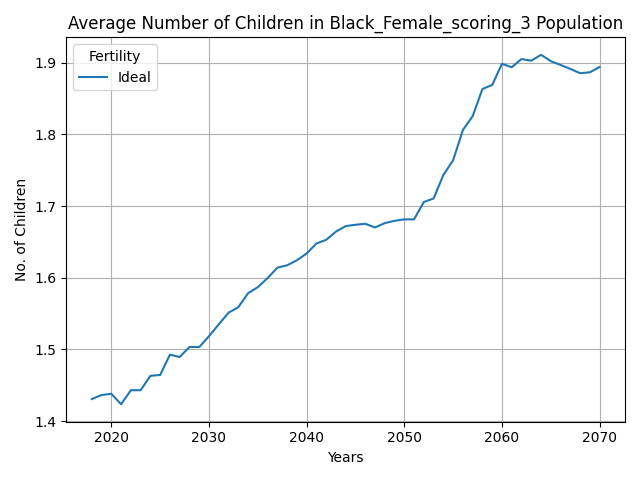 Average Number of Children in Black_Female_scoring_3 Population
Fertility
Ideal
No. of Children
1.9
1.8
1.7
1.6
1.5
1.4
2020 2030 2040 2050 2060 2070
Years